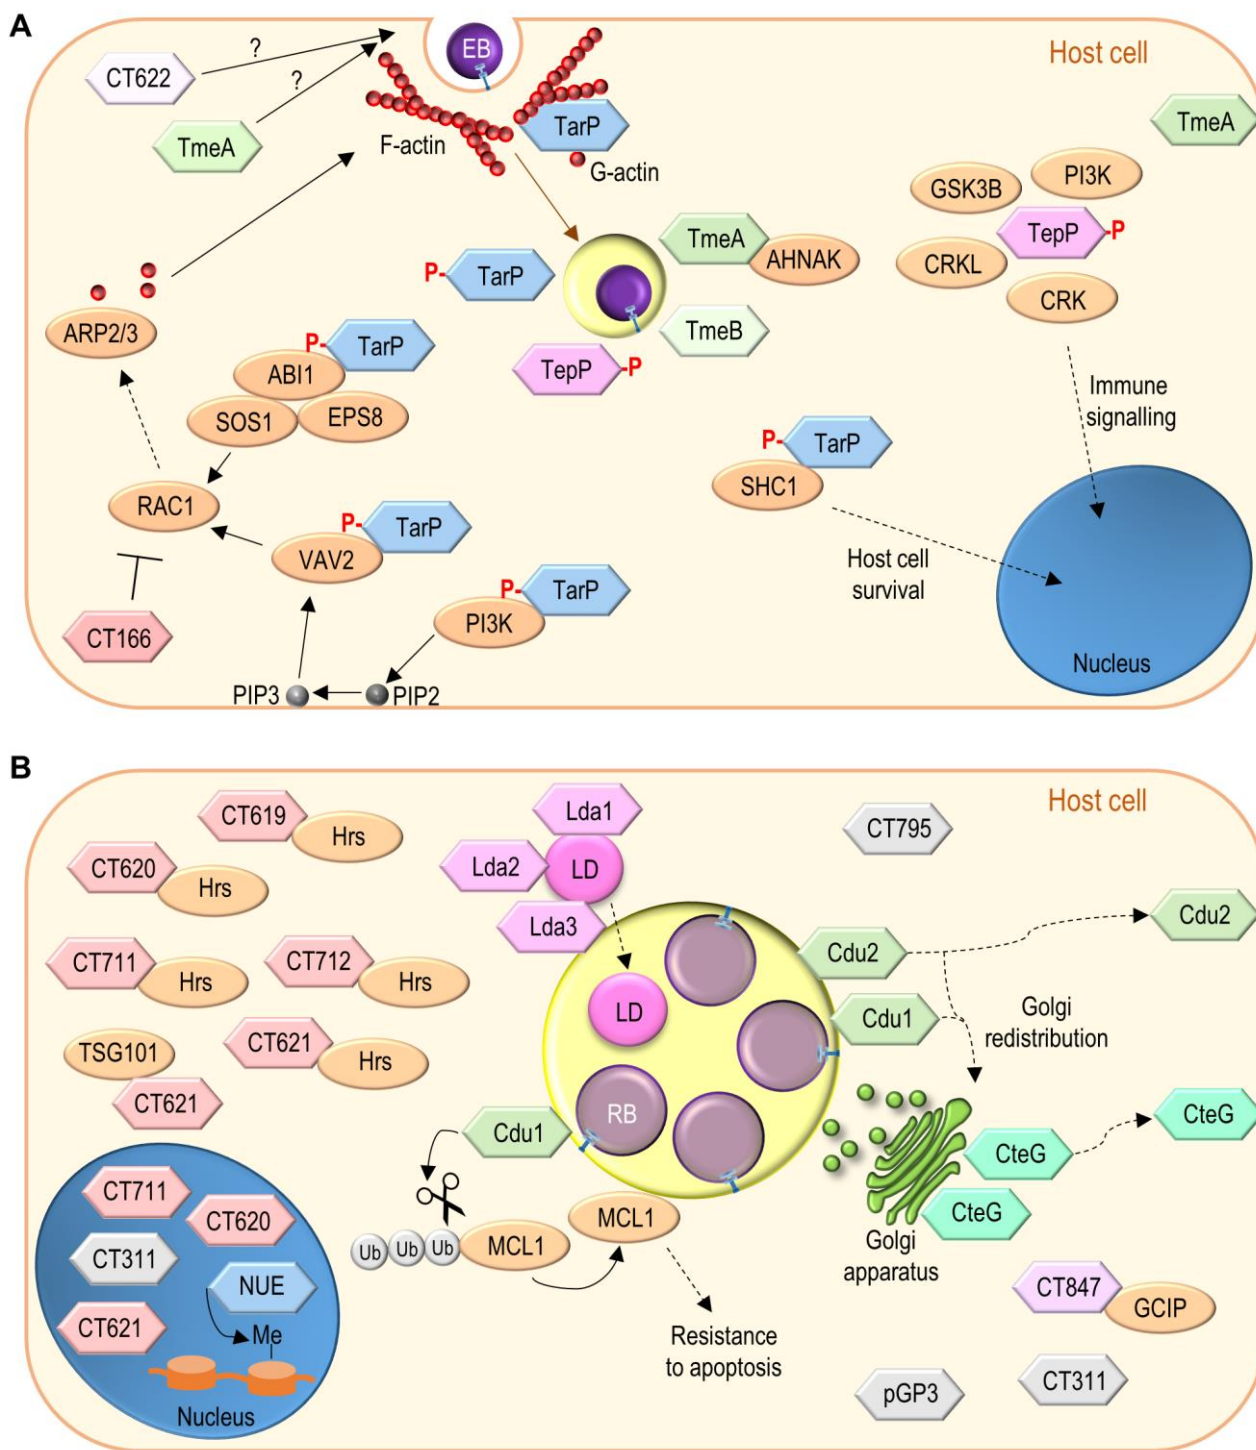 A
Host cell
EB
?
?
CT622
TmeA
F-actin
TarP
G-actin
TmeA
GSK3B
PI3K
TepP
-P
CRKL
CRK
TmeA
AHNAK
P-
TarP
TmeB
TepP
-P
ARP2/3
P-
TarP
ABI1
SOS1
EPS8
Immune
signalling
P-
TarP
SHC1
RAC1
P-
TarP
VAV2
Host cell
survival
P-
TarP
PI3K
CT166
PIP3
PIP2
Nucleus
B
Host cell
CT619
Hrs
Lda1
CT795
CT620
Hrs
Lda2
LD
Lda3
Cdu2
Cdu2
CT711
Hrs
CT712
Hrs
LD
Cdu1
Golgi
redistribution
TSG101
CT621
CT621
Hrs
RB
Cdu1
CteG
CteG
CteG
Golgi
apparatus
CT711
CT620
CT311
NUE
CT621
Me
Nucleus
Ub
Ub
Ub
MCL1
MCL1
Resistance
to apoptosis
CT847
GCIP
pGP3
CT311